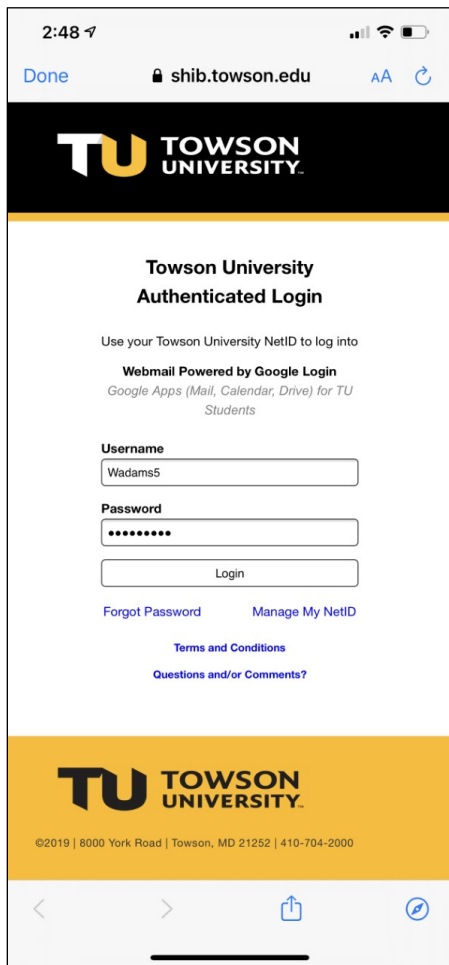 2:48
Done shib.towson.edu AA
TU TOWSON
UNIVERSITY™
Towson University
Authenticated Login
Use your Towson University NetID to log into
Webmail Powered by Google Login
Google Apps (Mail, Calendar, Drive) for TU
Students
Username
Wadams5
Password
•••••••••
Login
Forgot Password Manage My NetID
Terms and Conditions
Questions and/or Comments?
TU TOWSON
UNIVERSITY™
©2019 | 8000 York Road | Towson, MD 21252 | 410-704-2000